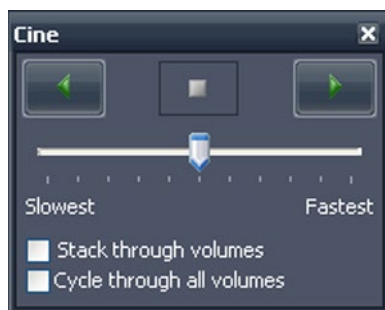 Cine
Slowest Fastest
Stack through volumes
Cycle through all volumes